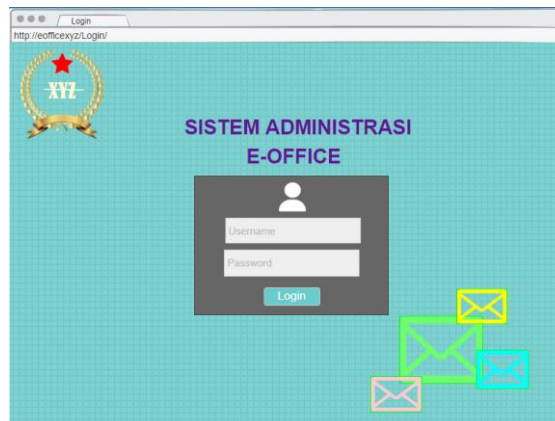 Login
http://eofficexyz/Login/
XYZ
SISTEM ADMINISTRASI
E-OFFICE
Username
Password
Login